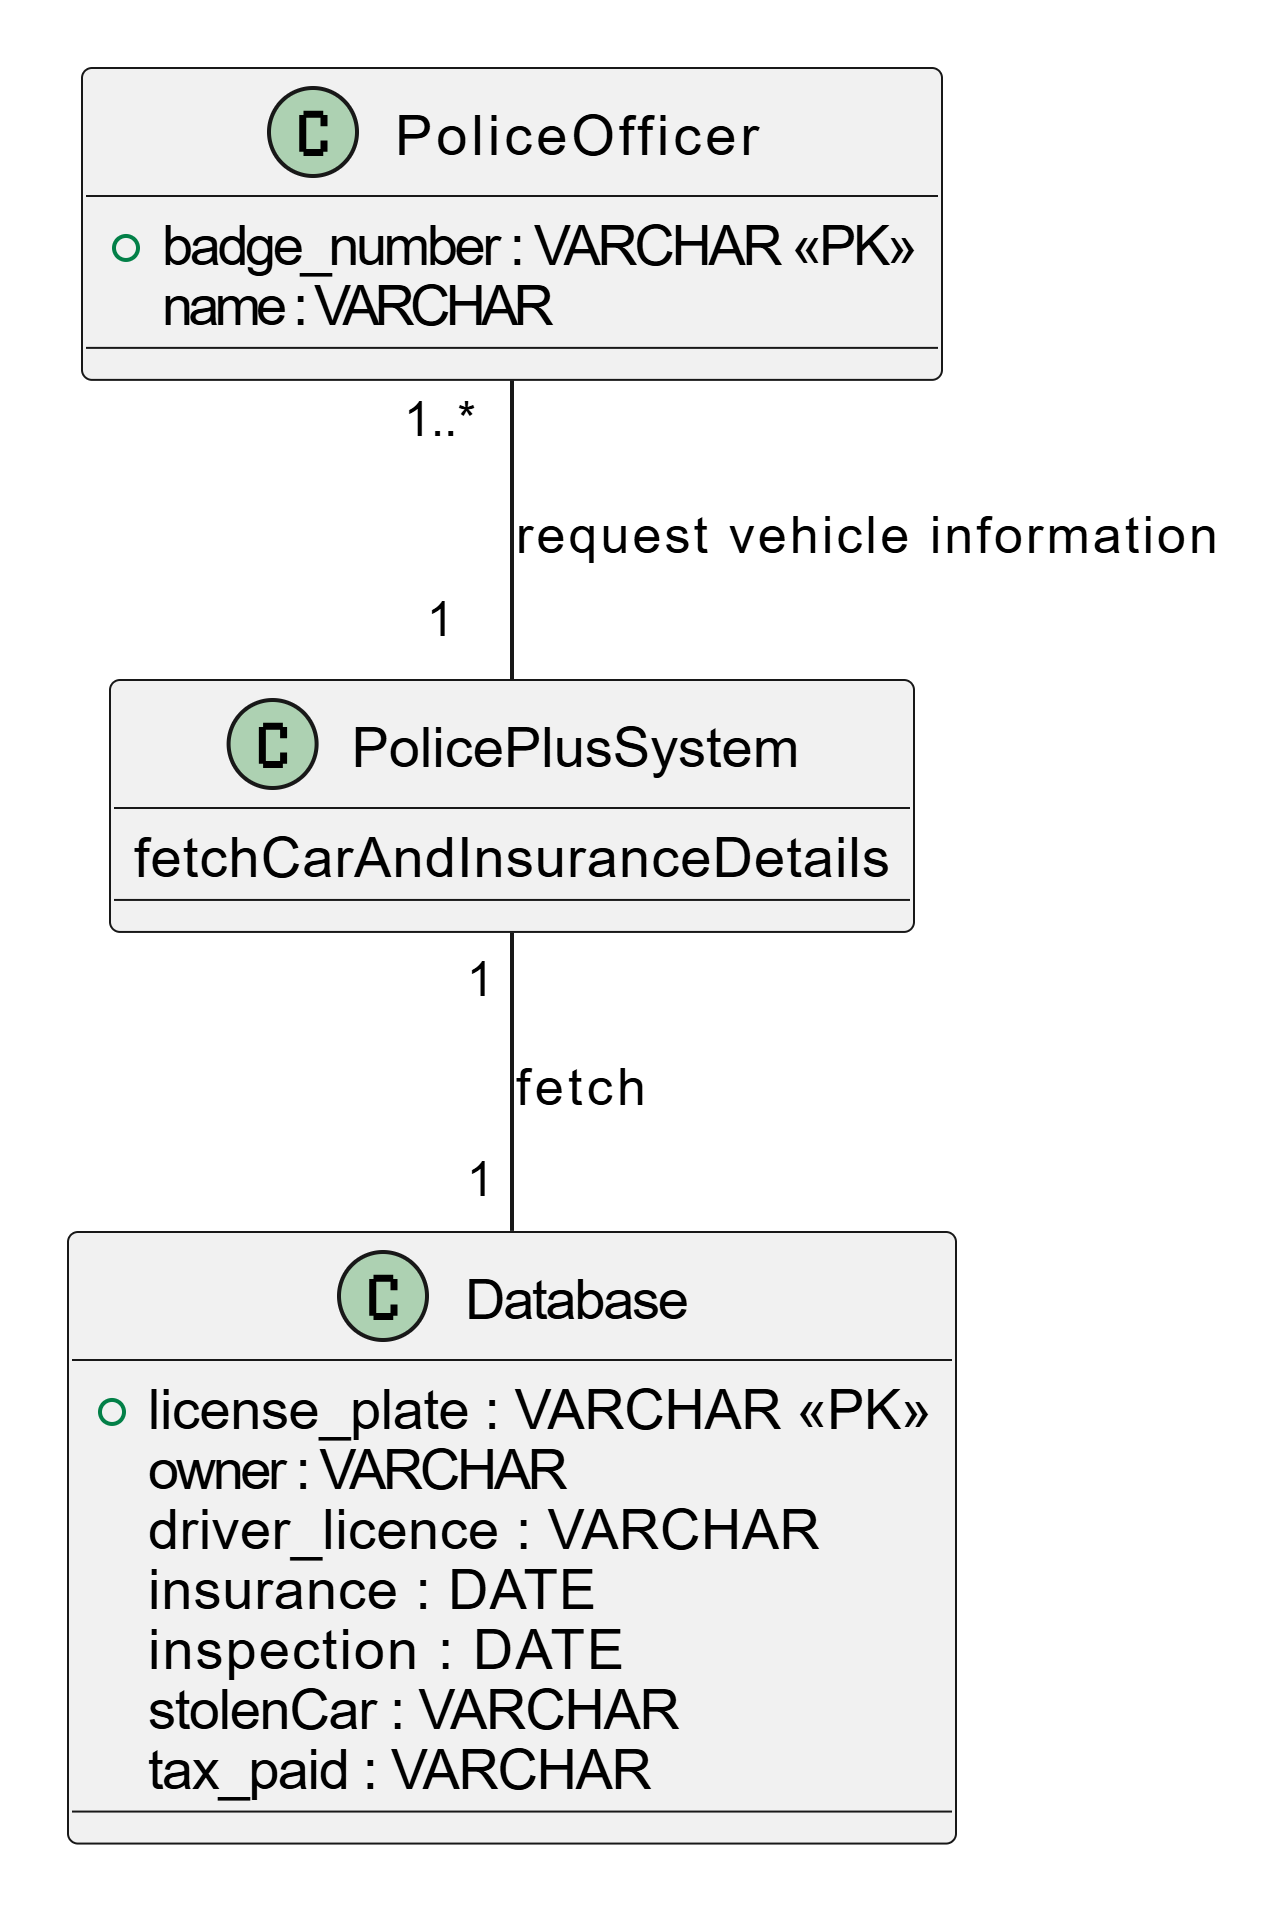 C PoliceOfficer
badge_number : VARCHAR «PK»
name : VARCHAR
1..*
request vehicle information
1
C PolicePlusSystem
fetchCarAndInsuranceDetails
1
fetch
1
C Database
license_plate : VARCHAR «PK»
owner : VARCHAR
driver_licence : VARCHAR
insurance : DATE
inspection : DATE
stolenCar : VARCHAR
tax_paid : VARCHAR